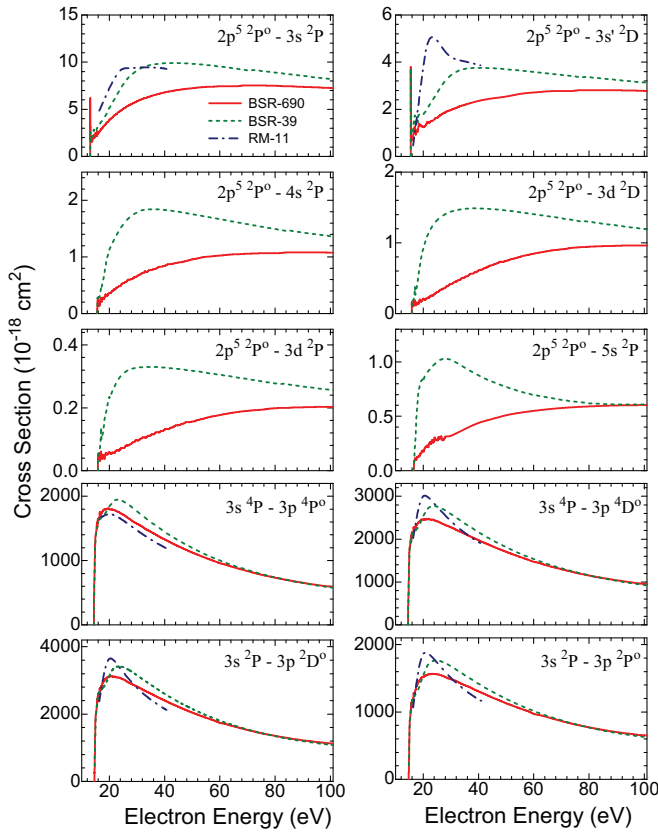 2p⁵ ²Pᵒ - 3s ²P
15
10
5
0
BSR-690
BSR-39
RM-11
2p⁵ ²Pᵒ - 3s' ²D
6
4
2
0
2p⁵ ²Pᵒ - 4s ²P
2
1
0
2p⁵ ²Pᵒ - 3d ²D
2
1
0
Cross Section (10⁻¹⁸ cm²)
2p⁵ ²Pᵒ - 3d ²P
0.4
0.2
0.0
2p⁵ ²Pᵒ - 5s ²P
1.0
0.5
0.0
3s ⁴P - 3p ⁴Pᵒ
2000
1000
0
3s ⁴P - 3p ⁴Dᵒ
3000
2000
1000
0
3s ²P - 3p ²Dᵒ
4000
2000
0
20 40 60 80 100
Electron Energy (eV)
3s ²P - 3p ²Pᵒ
2000
1000
0
20 40 60 80 100
Electron Energy (eV)